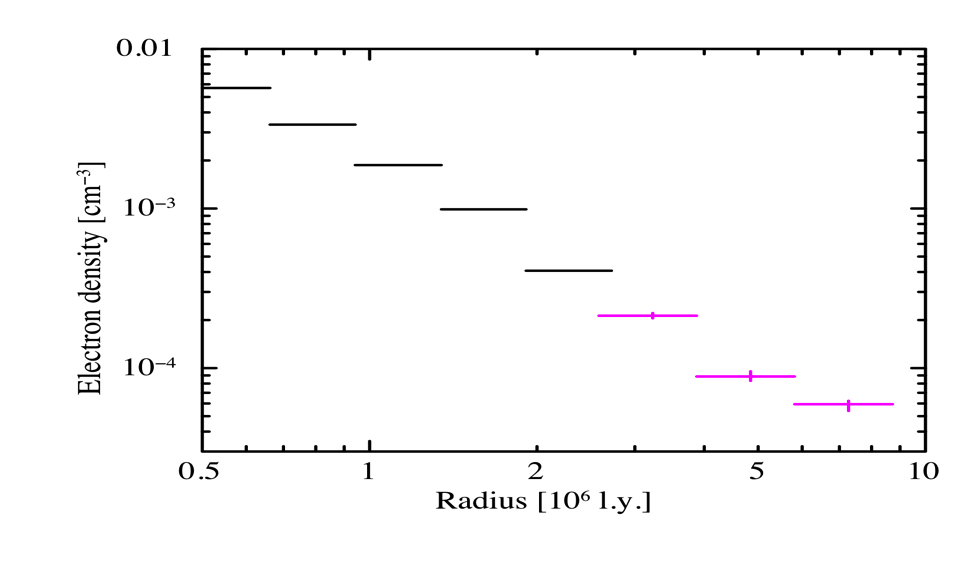 0.01
10⁻³
10⁻⁴
Electron density [cm⁻³]
0.5 1 2 5 10
Radius [10⁶ l.y.]